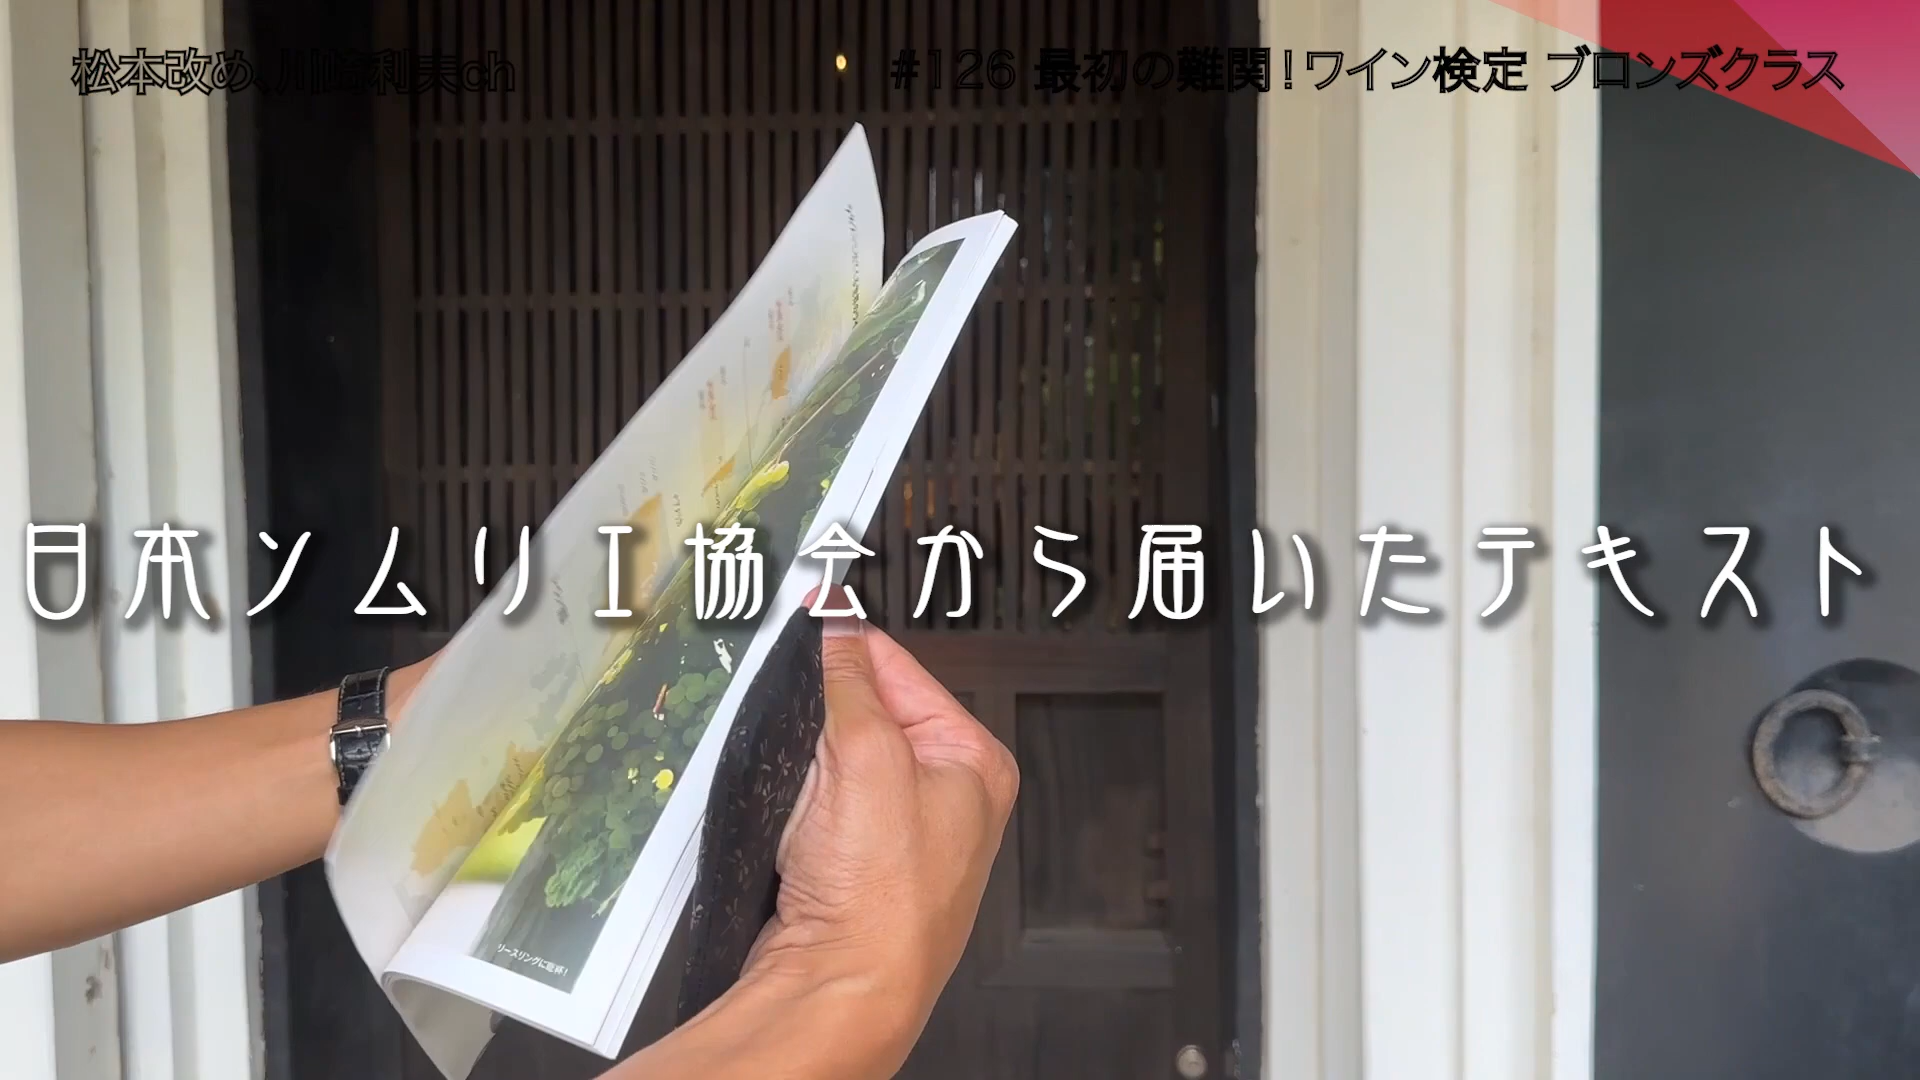 松本改め、川崎利夫ch
#126 最初の難関！ワイン検定 ブロンズクラス
日本ソムリエ協会から届いたテキスト
リースリングに乾杯！